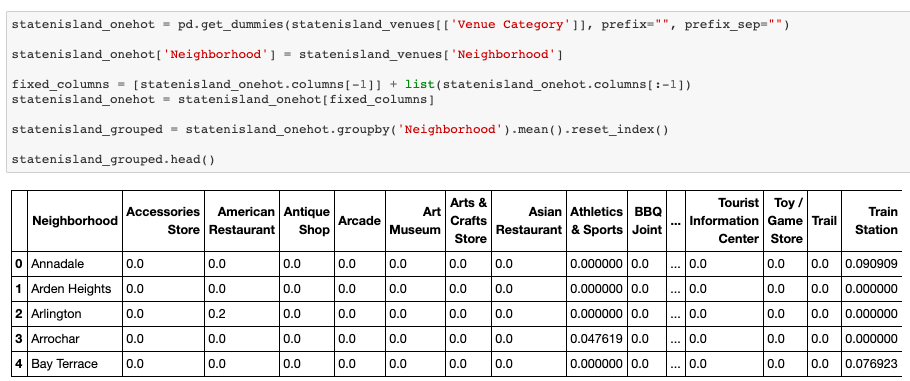 statenisland_onehot = pd.get_dummies(statenisland_venues[['Venue Category']], prefix="", prefix_sep="")
statenisland_onehot['Neighborhood'] = statenisland_venues['Neighborhood']
fixed_columns = [statenisland_onehot.columns[-1]] + list(statenisland_onehot.columns[:-1])
statenisland_onehot = statenisland_onehot[fixed_columns]
statenisland_grouped = statenisland_onehot.groupby('Neighborhood').mean().reset_index()
statenisland_grouped.head()
Neighborhood Accessories Store American Restaurant Antique Shop Arcade Art Museum Arts & Crafts Store Asian Restaurant Athletics & Sports BBQ Joint ... Tourist Information Center Toy / Game Store Trail Train Station
0 Annadale 0.0 0.0 0.0 0.0 0.0 0.0 0.0 0.000000 0.0 ... 0.0 0.0 0.0 0.090909
1 Arden Heights 0.0 0.0 0.0 0.0 0.0 0.0 0.0 0.000000 0.0 ... 0.0 0.0 0.0 0.000000
2 Arlington 0.0 0.2 0.0 0.0 0.0 0.0 0.0 0.000000 0.0 ... 0.0 0.0 0.0 0.000000
3 Arrochar 0.0 0.0 0.0 0.0 0.0 0.0 0.0 0.047619 0.0 ... 0.0 0.0 0.0 0.000000
4 Bay Terrace 0.0 0.0 0.0 0.0 0.0 0.0 0.0 0.000000 0.0 ... 0.0 0.0 0.0 0.076923